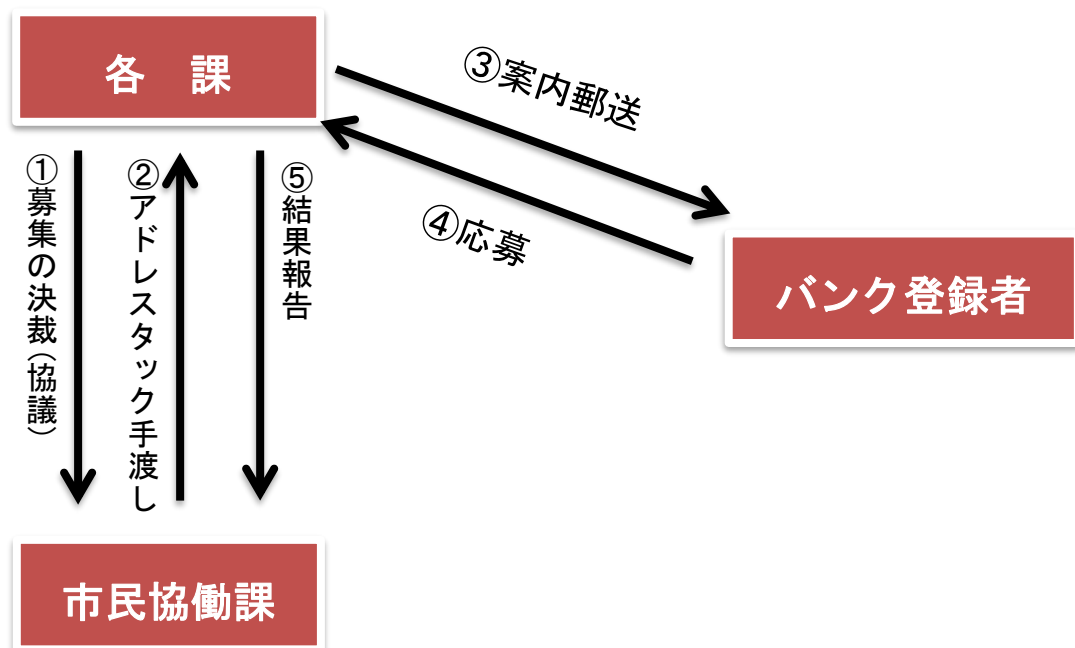 各　課
③案内郵送
④応募
①募集の決裁（協議）
②アドレスタック手渡し
⑤結果報告
バンク登録者
市民協働課